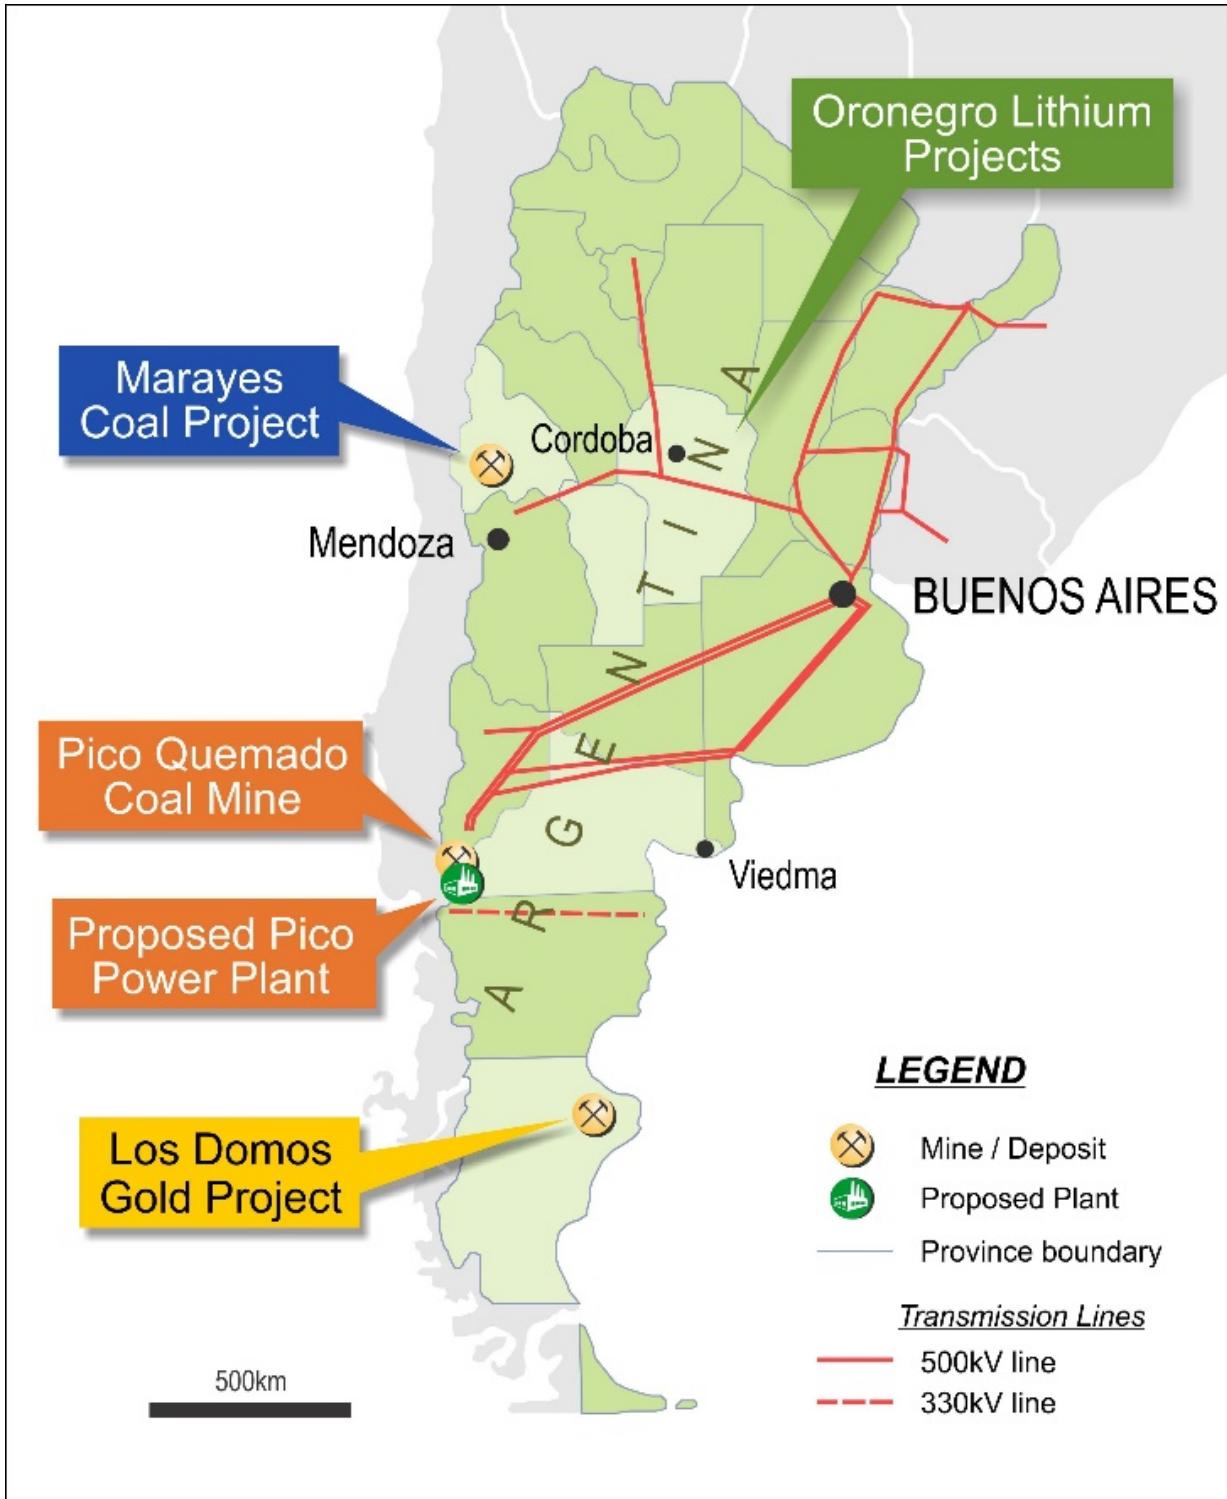 Oronegro Lithium
Projects
Marayes
Coal Project
Cordoba
Mendoza
BUENOS AIRES
ARGENTINA
Pico Quemado
Coal Mine
Viedma
Proposed Pico
Power Plant
Los Domos
Gold Project
LEGEND
Mine / Deposit
Proposed Plant
Province boundary
Transmission Lines
500kV line
330kV line
500km